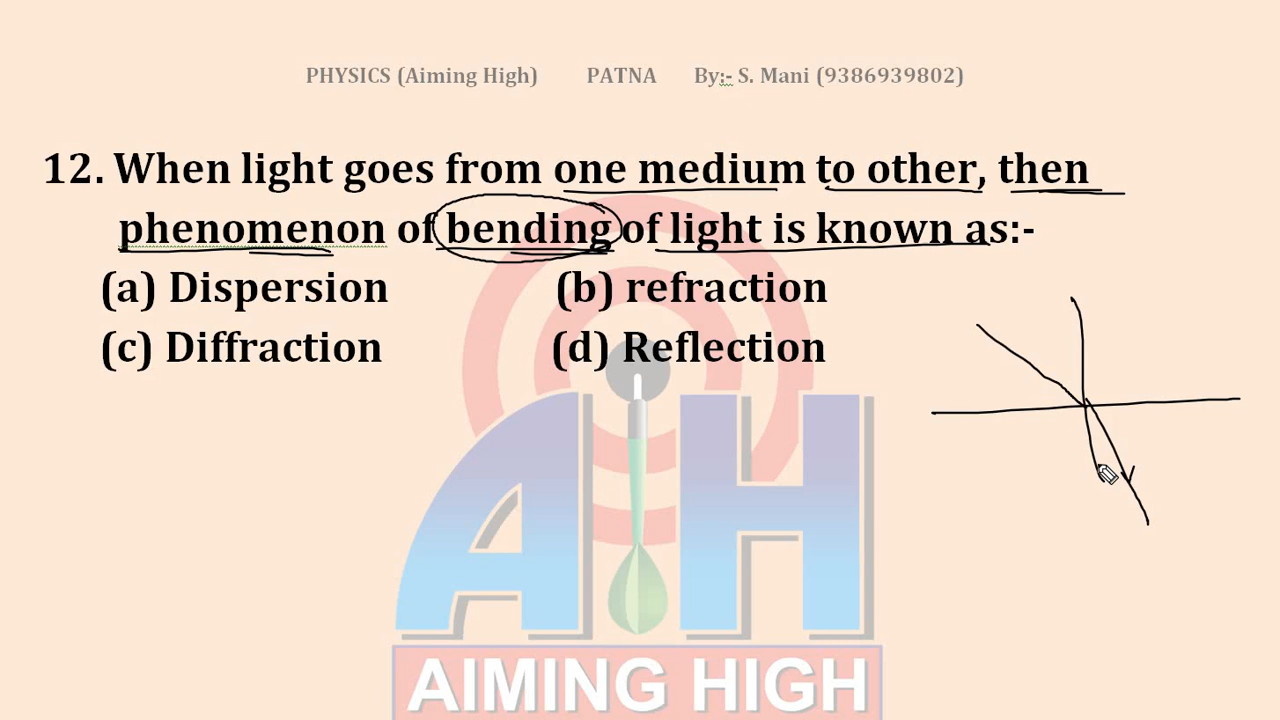 PHYSICS (Aiming High) PATNA By:- S. Mani (9386939802)
12. When light goes from one medium to other, then
phenomenon of bending of light is known as:-
(a) Dispersion (b) refraction
(c) Diffraction (d) Reflection
AH
AIMING HIGH